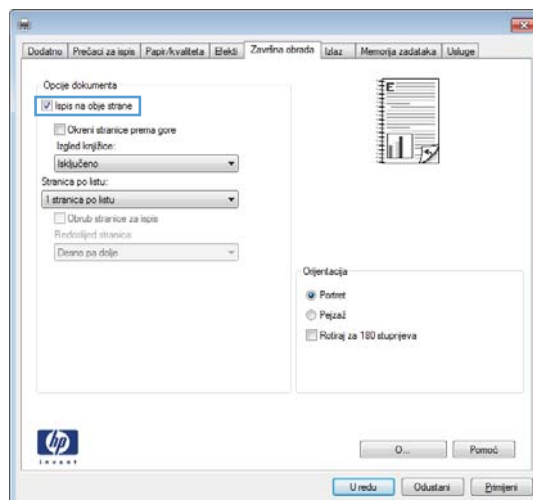 Dodatno Prečaci za ispis Papir/kvaliteta Efekti Završna obrada Izlaz Memorija zadataka Usluge
Opcije dokumenta
Ispis na obje strane
Okreni stranice prema gore
Izgled knjižice:
Isključeno
Stranica po listu:
1 stranica po listu
Obrub stranice za ispis
Redoslijed stranica:
Desno pa dolje
E
Orijentacija
Portret
Pejzaž
Rotiraj za 180 stupnjeva
hp
invent
O... Pomoć
U redu Odustani Primijeni